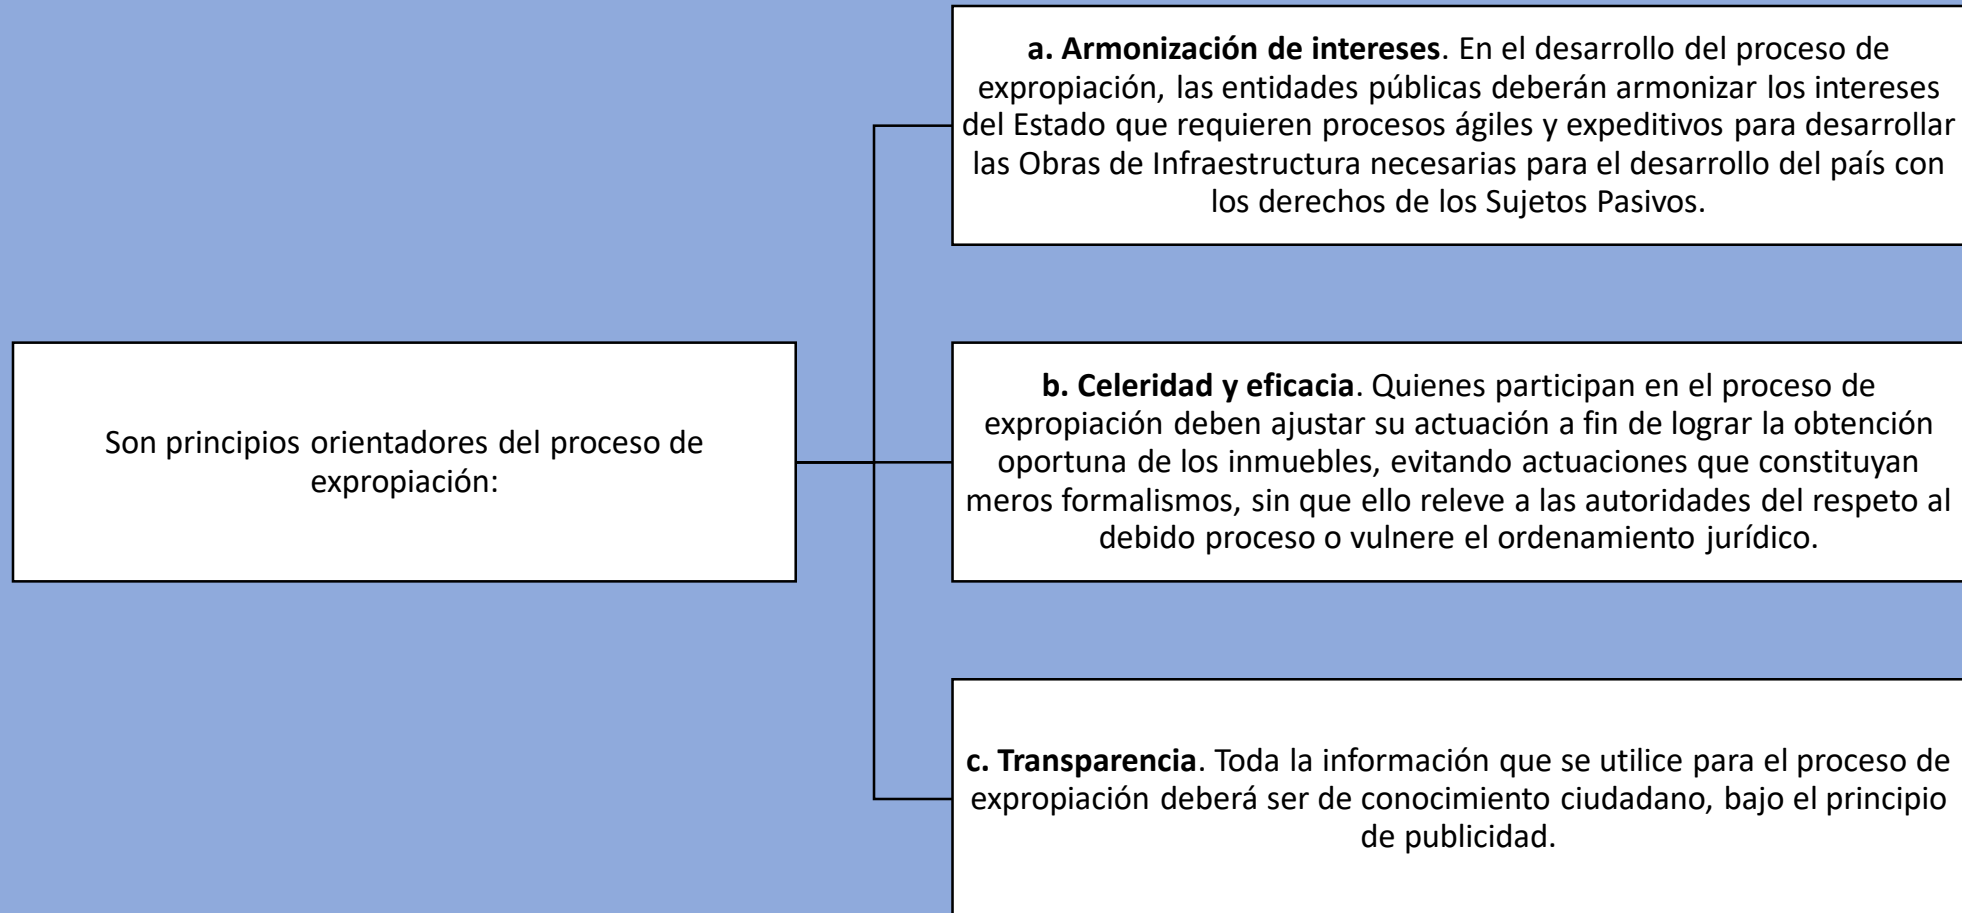 Son principios orientadores del proceso de
expropiación:
a. Armonización de intereses. En el desarrollo del proceso de
expropiación, las entidades públicas deberán armonizar los intereses
del Estado que requieren procesos ágiles y expeditivos para desarrollar
las Obras de Infraestructura necesarias para el desarrollo del país con
los derechos de los Sujetos Pasivos.
b. Celeridad y eficacia. Quienes participan en el proceso de
expropiación deben ajustar su actuación a fin de lograr la obtención
oportuna de los inmuebles, evitando actuaciones que constituyan
meros formalismos, sin que ello releve a las autoridades del respeto al
debido proceso o vulnere el ordenamiento jurídico.
c. Transparencia. Toda la información que se utilice para el proceso de
expropiación deberá ser de conocimiento ciudadano, bajo el principio
de publicidad.